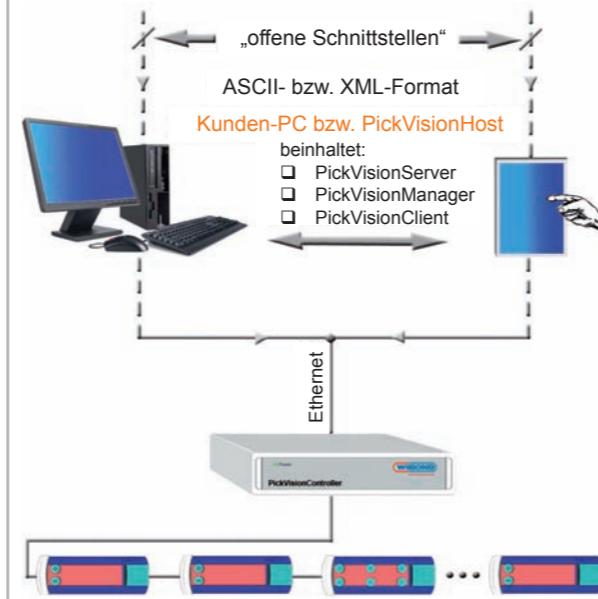 „offene Schnittstellen“
ASCII- bzw. XML-Format
Kunden-PC bzw. PickVisionHost
beinhaltet:
❑ PickVisionServer
❑ PickVisionManager
❑ PickVisionClient
Ethernet
PickVisionController